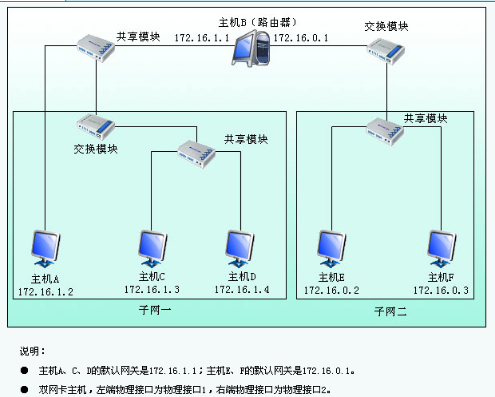 主机B（路由器）
共享模块
172.16.1.1
172.16.0.1
交换模块
交换模块
共享模块
共享模块
主机A
172.16.1.2
主机C
172.16.1.3
主机D
172.16.1.4
主机E
172.16.0.2
主机F
172.16.0.3
子网一
子网二
说明：
● 主机A、C、D的默认网关是172.16.1.1；主机E、F的默认网关是172.16.0.1。
● 双网卡主机，左端物理接口为物理接口1，右端物理接口为物理接口2。